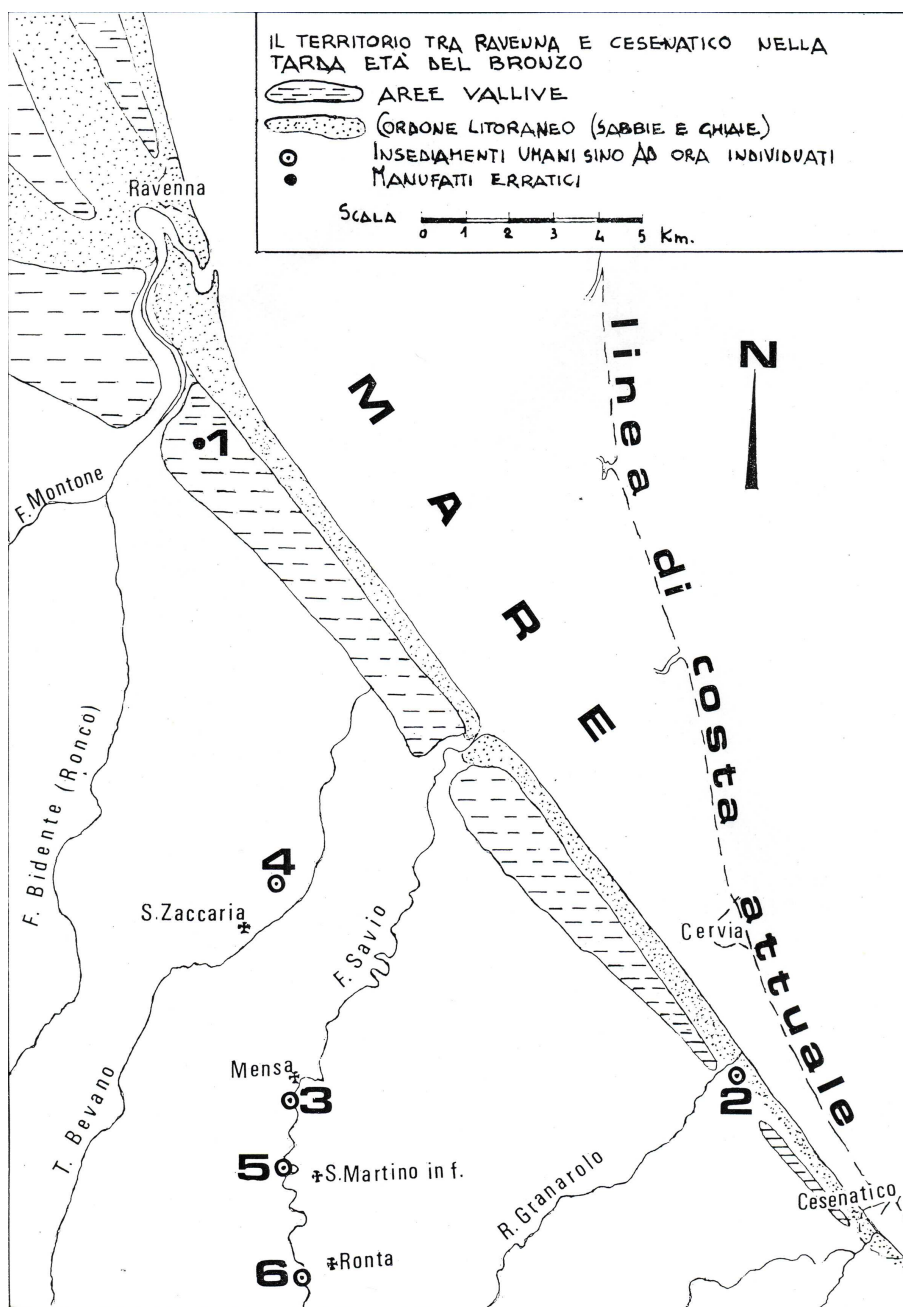 IL TERRITORIO TRA RAVENNA E CESENATICO NELLA
TARDA ETÀ DEL BRONZO
AREE VALLIVE
CORDONE LITORANEO (SABBIE E GHIAIE)
INSEDIAMENTI UMANI SINO AD ORA INDIVIDUATI
MANUFATTI ERRATICI
SCALA
0 1 2 3 4 5 Km.
Ravenna
MARE
linea di costa attuale
N
1
F. Montone
F. Bidente (Ronco)
4
S. Zaccaria
F. Savio
Cervia
Mensa
3
2
T. Bevano
5
S. Martino in f.
R. Granarolo
Cesenatico
6
Ronta